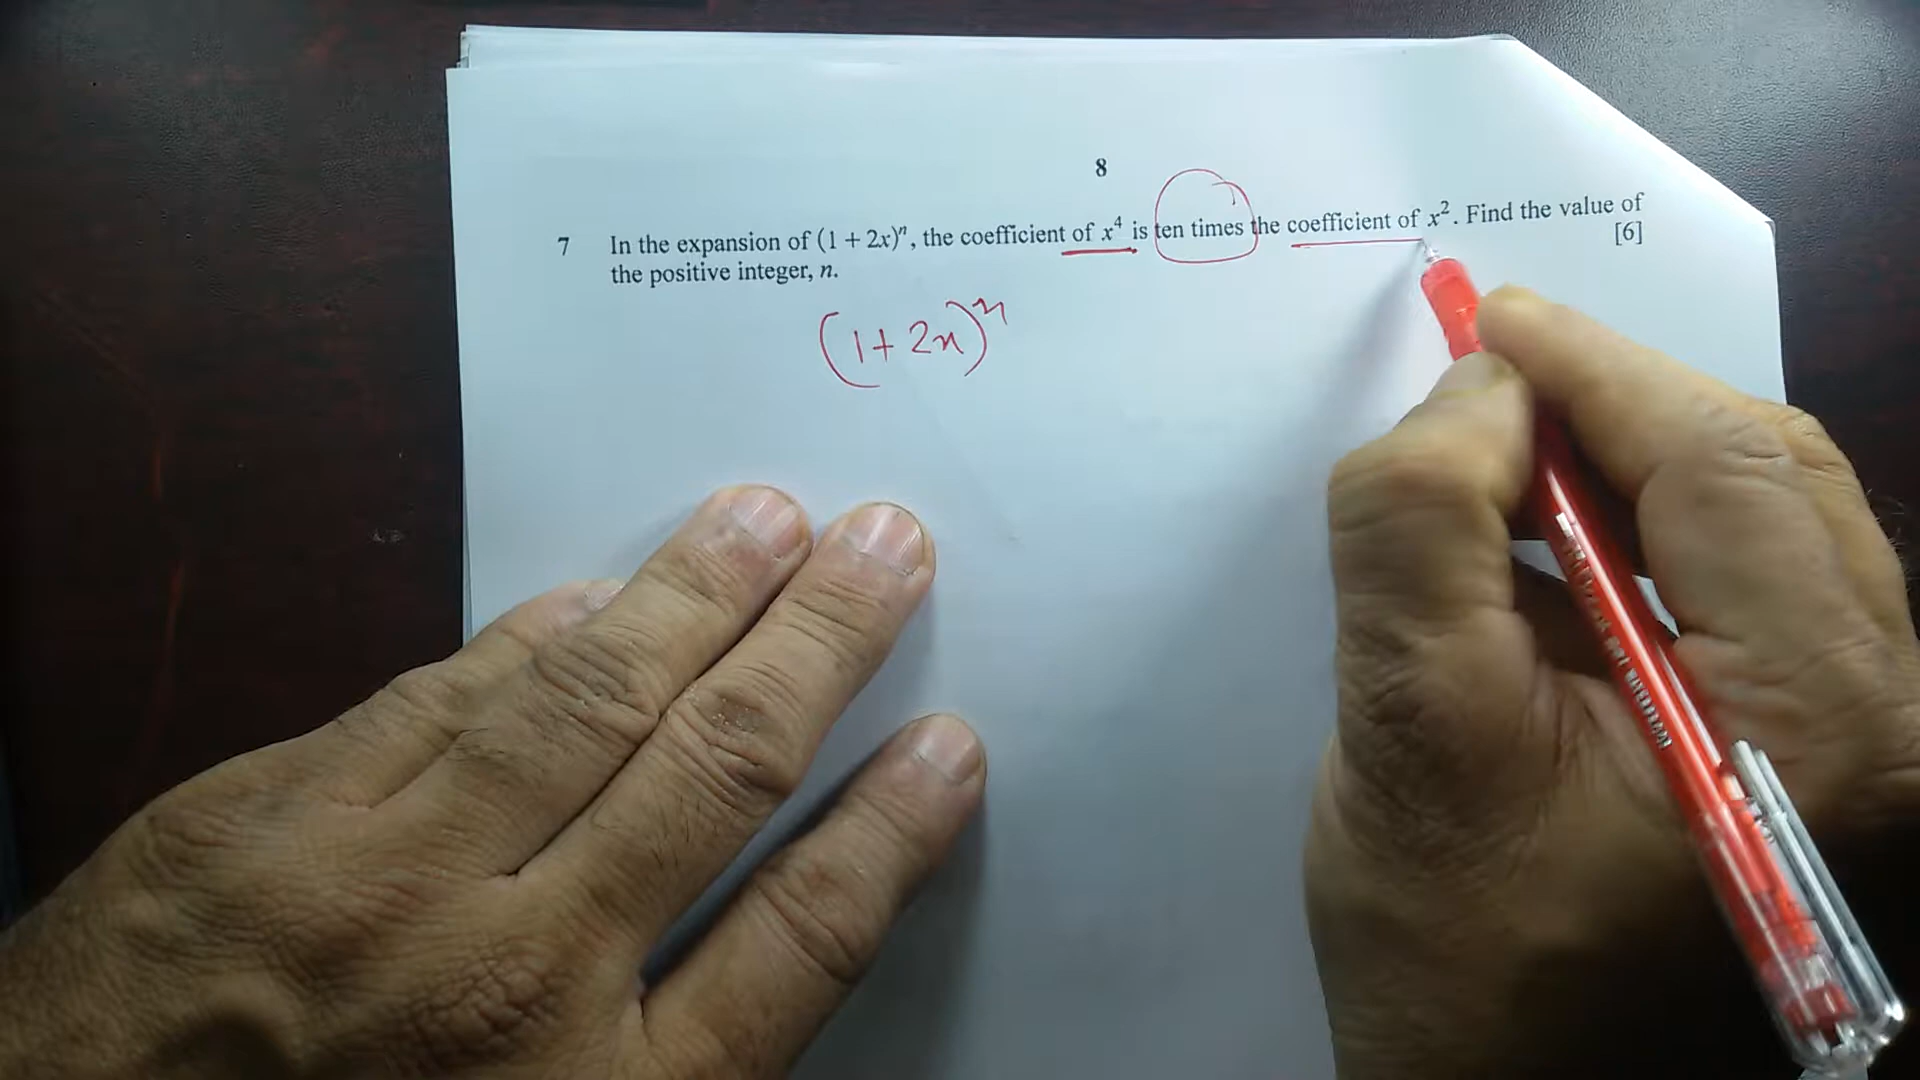 8
7 In the expansion of (1 + 2x)ⁿ, the coefficient of x⁴ is ten times the coefficient of x². Find the value of
the positive integer, n. [6]
(1+2x)ⁿ